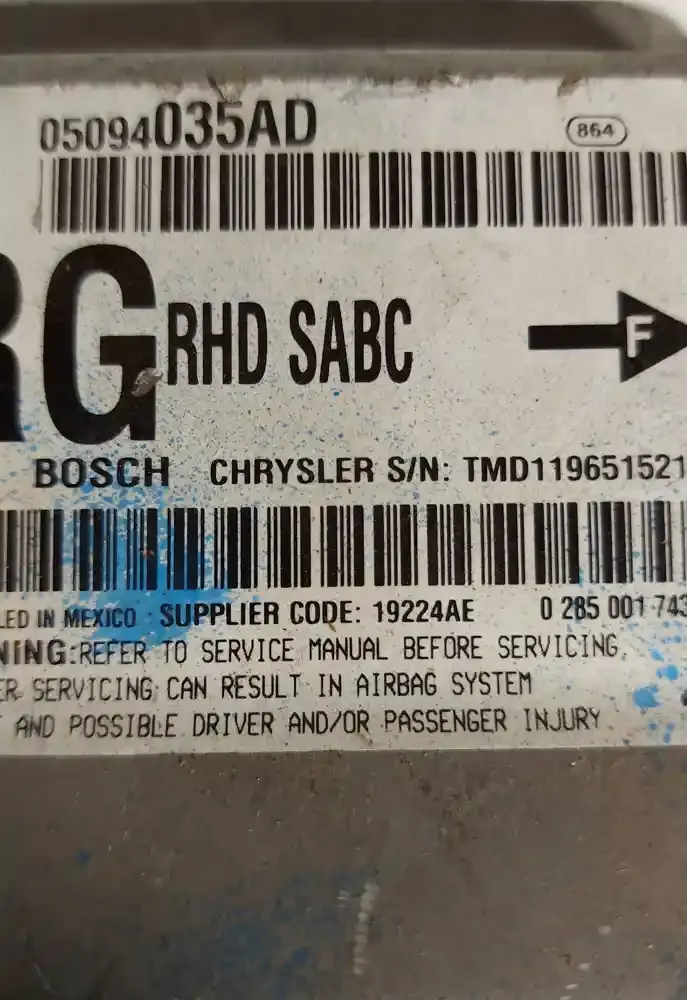 05094035AD 864
RG RHD SABC F
BOSCH CHRYSLER S/N: TMD119651521
LED IN MEXICO SUPPLIER CODE: 19224AE 0 285 001 743
NING:REFER TO SERVICE MANUAL BEFORE SERVICING.
ER SERVICING CAN RESULT IN AIRBAG SYSTEM
AND POSSIBLE DRIVER AND/OR PASSENGER INJURY